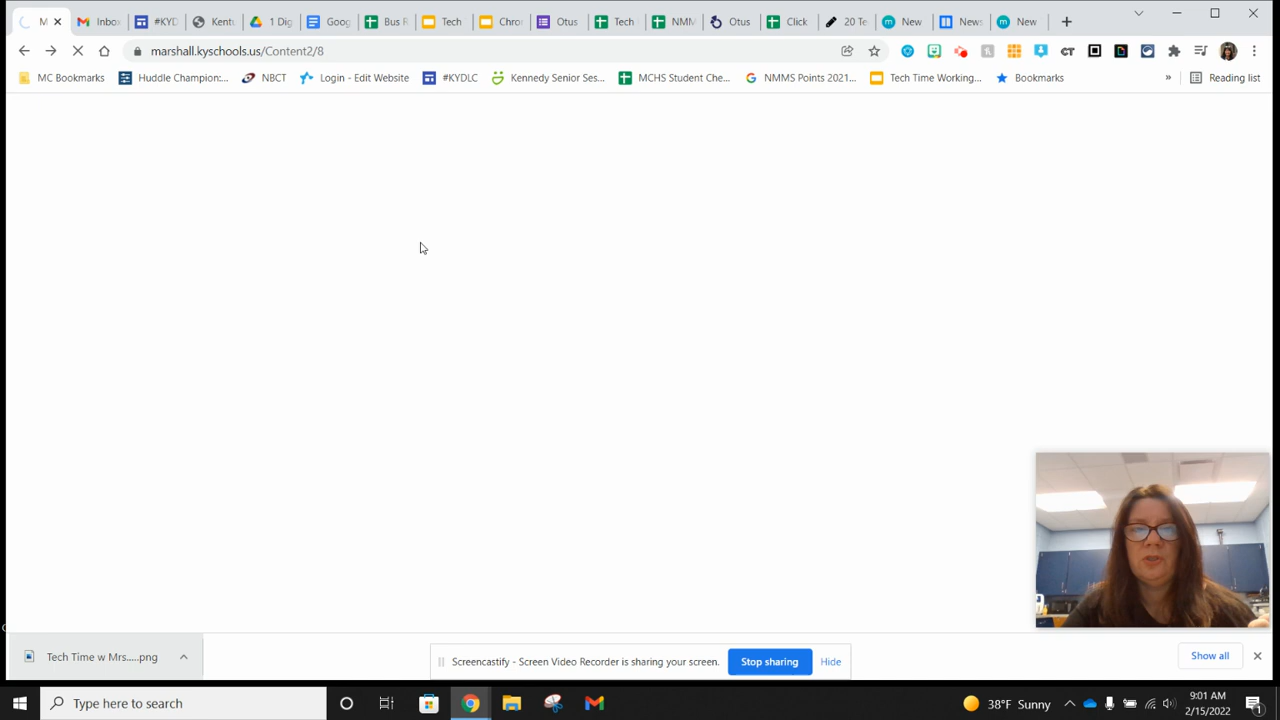 M Inbox #KYD Kentu 1 Dig Goog Bus R Tech Chro Otus Tech NMM Otus Click 20 Te New News New
marshall.kyschools.us/Content2/8
MC Bookmarks Huddle Champion:... NBCT Login - Edit Website #KYDLC Kennedy Senior Ses... MCHS Student Che... NMMS Points 2021... Tech Time Working... Bookmarks » Reading list
Tech Time w Mrs.....png
Screencastify - Screen Video Recorder is sharing your screen. Stop sharing Hide
Show all
Type here to search
38°F Sunny
9:01 AM
2/15/2022
1